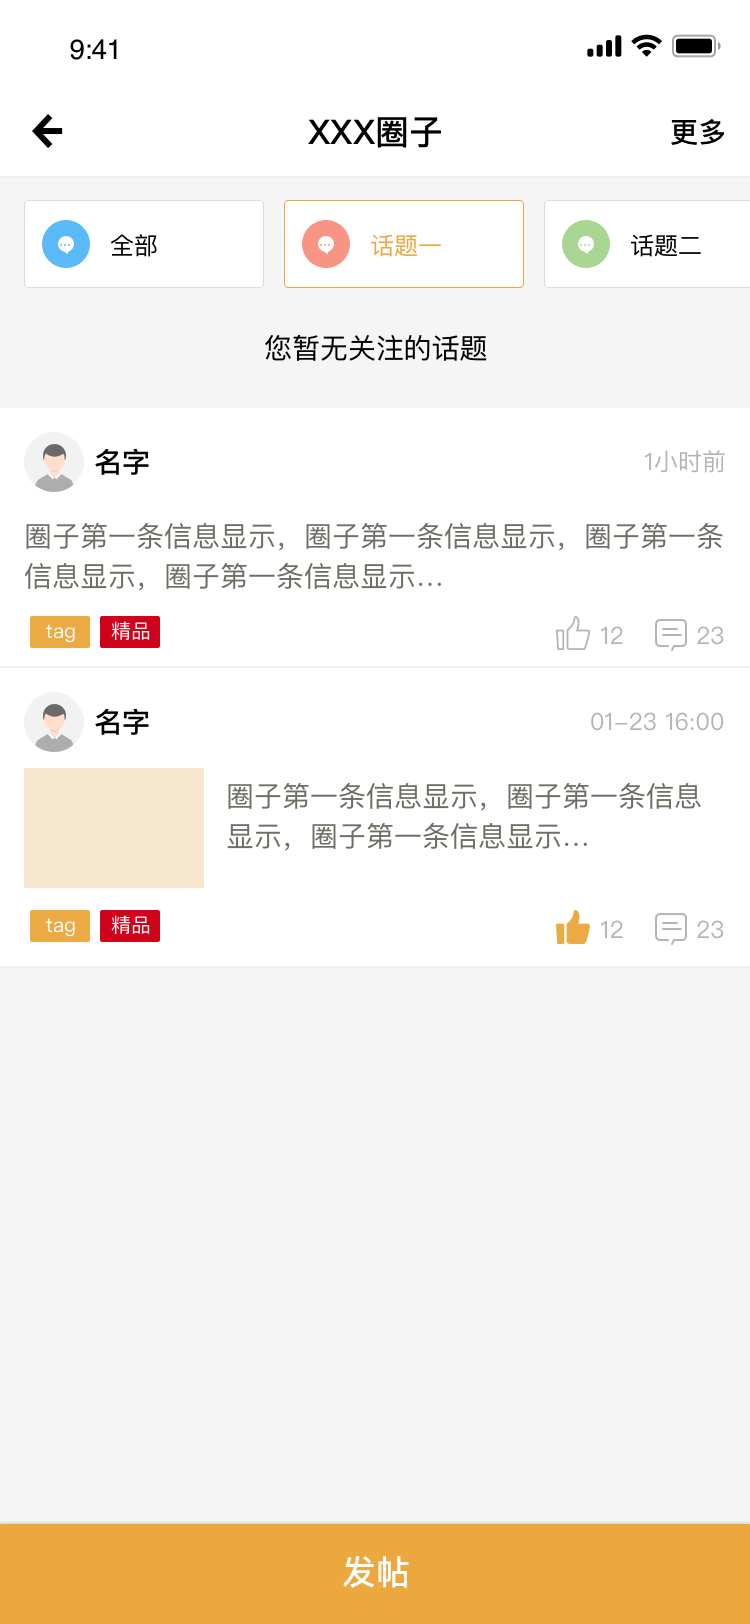 9:41
XXX圈子
更多
全部
话题一
话题二
您暂无关注的话题
名字
1小时前
圈子第一条信息显示，圈子第一条信息显示，圈子第一条
信息显示，圈子第一条信息显示...
tag 精品
12 23
名字
01-23 16:00
圈子第一条信息显示，圈子第一条信息
显示，圈子第一条信息显示...
tag 精品
12 23
发帖